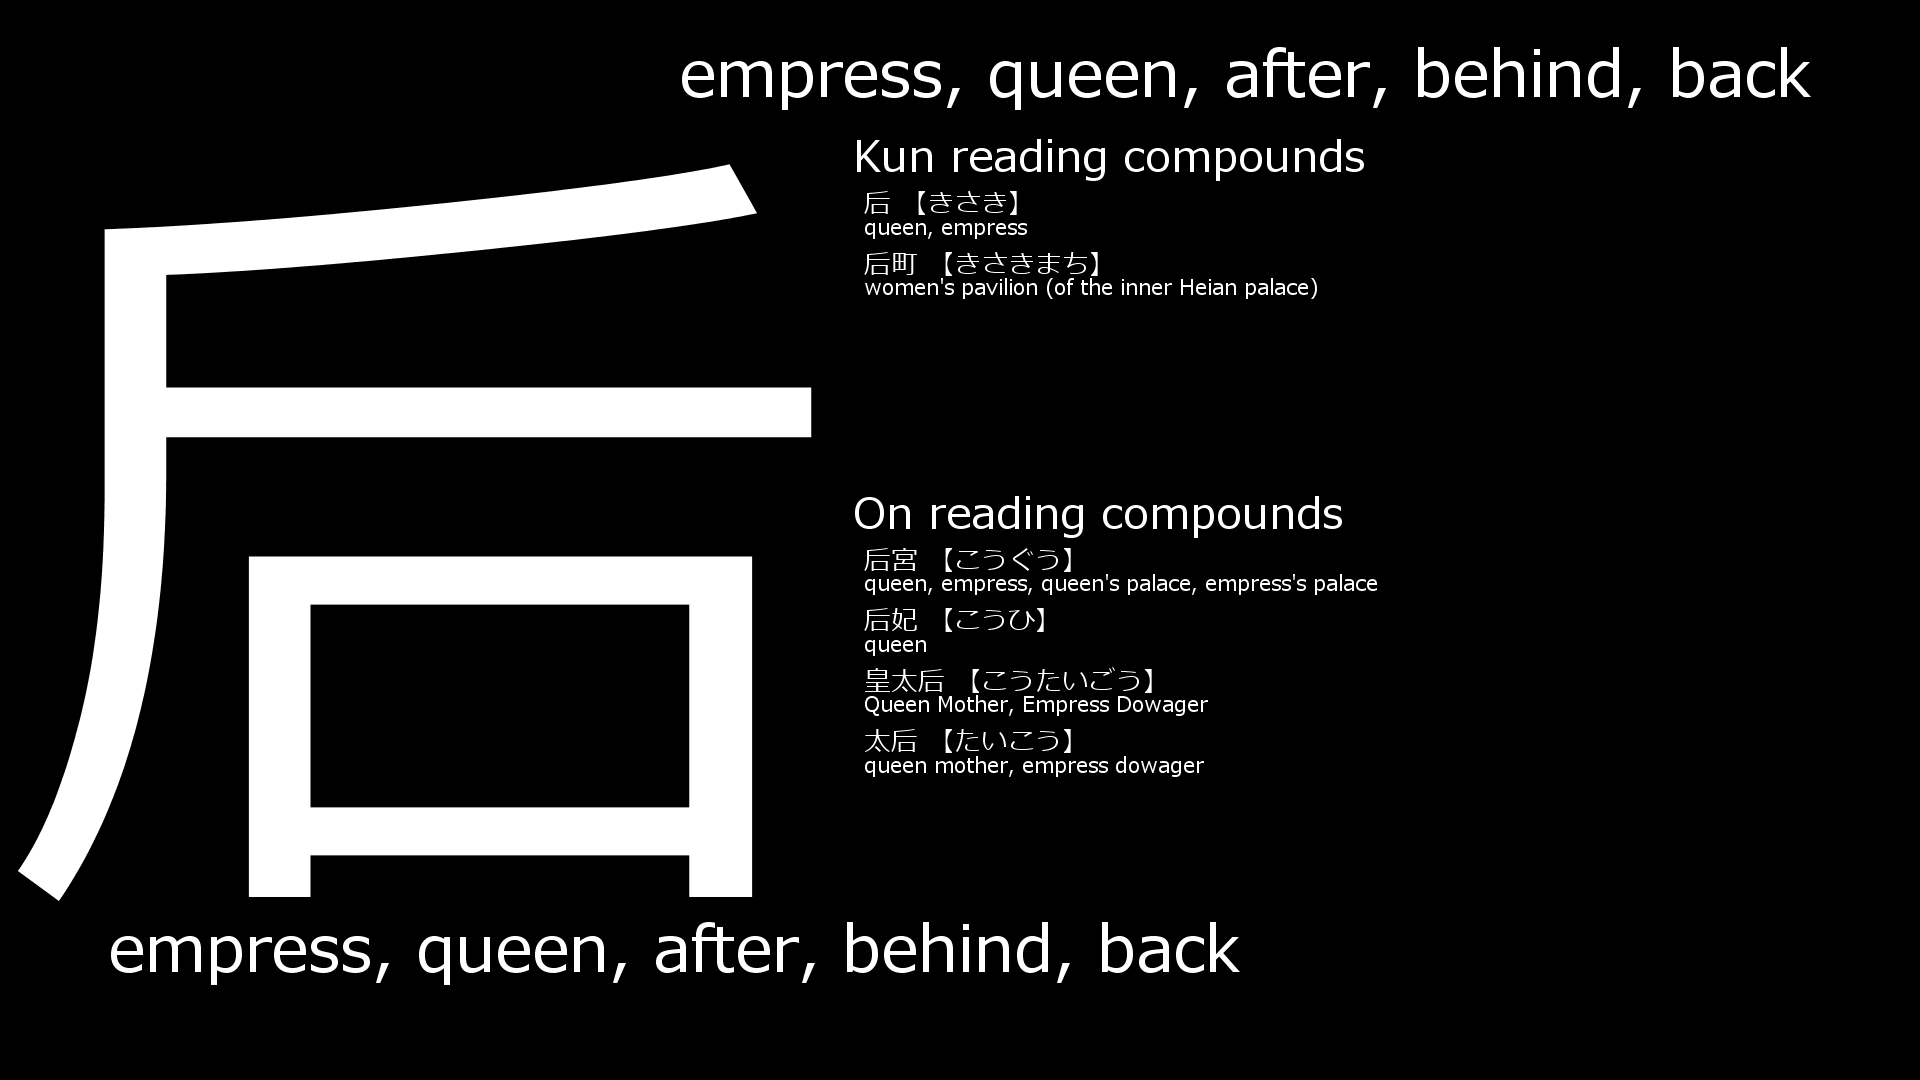 empress, queen, after, behind, back
后
Kun reading compounds
后 【きさき】
queen, empress
后町 【きさきまち】
women's pavilion (of the inner Heian palace)
On reading compounds
后宮 【こうぐう】
queen, empress, queen's palace, empress's palace
后妃 【こうひ】
queen
皇太后 【こうたいごう】
Queen Mother, Empress Dowager
太后 【たいこう】
queen mother, empress dowager
empress, queen, after, behind, back